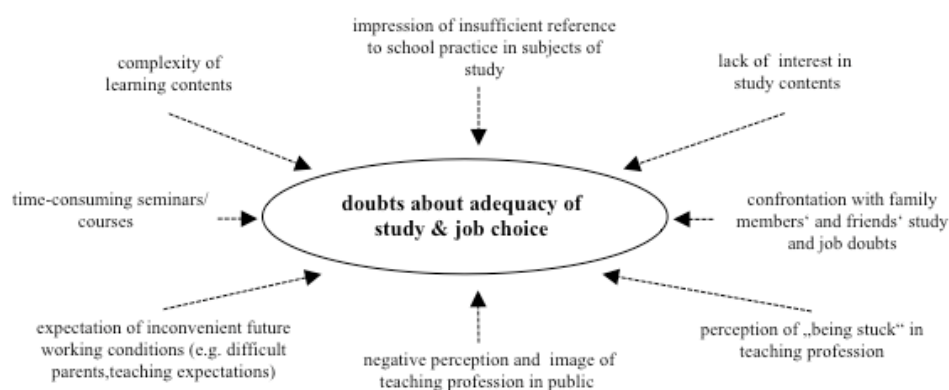 impression of insufficient reference
to school practice in subjects of
study
complexity of
learning contents
lack of interest in
study contents
time-consuming seminars/
courses
doubts about adequacy of
study & job choice
confrontation with family
members‘ and friends‘ study
and job doubts
expectation of inconvenient future
working conditions (e.g. difficult
parents,teaching expectations)
negative perception and image of
teaching profession in public
perception of „being stuck“ in
teaching profession